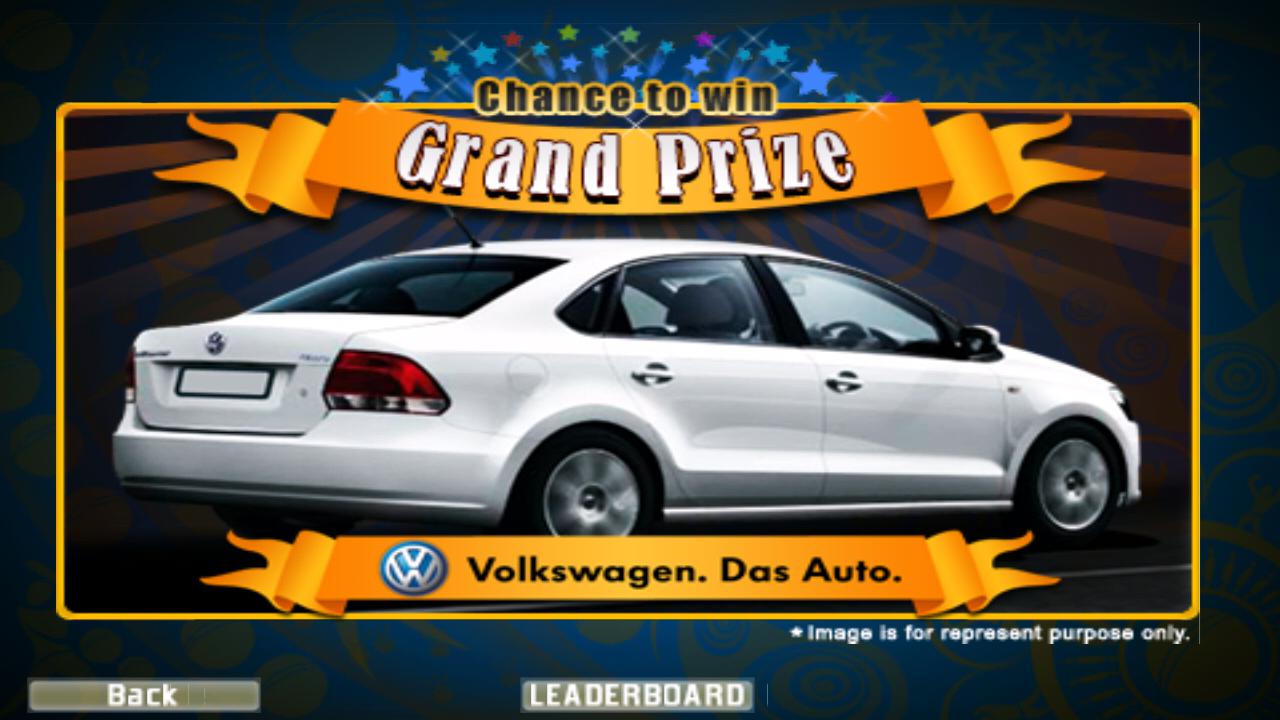 Chance to win
Grand Prize
Volkswagen. Das Auto.
*Image is for represent purpose only.
Back
LEADERBOARD